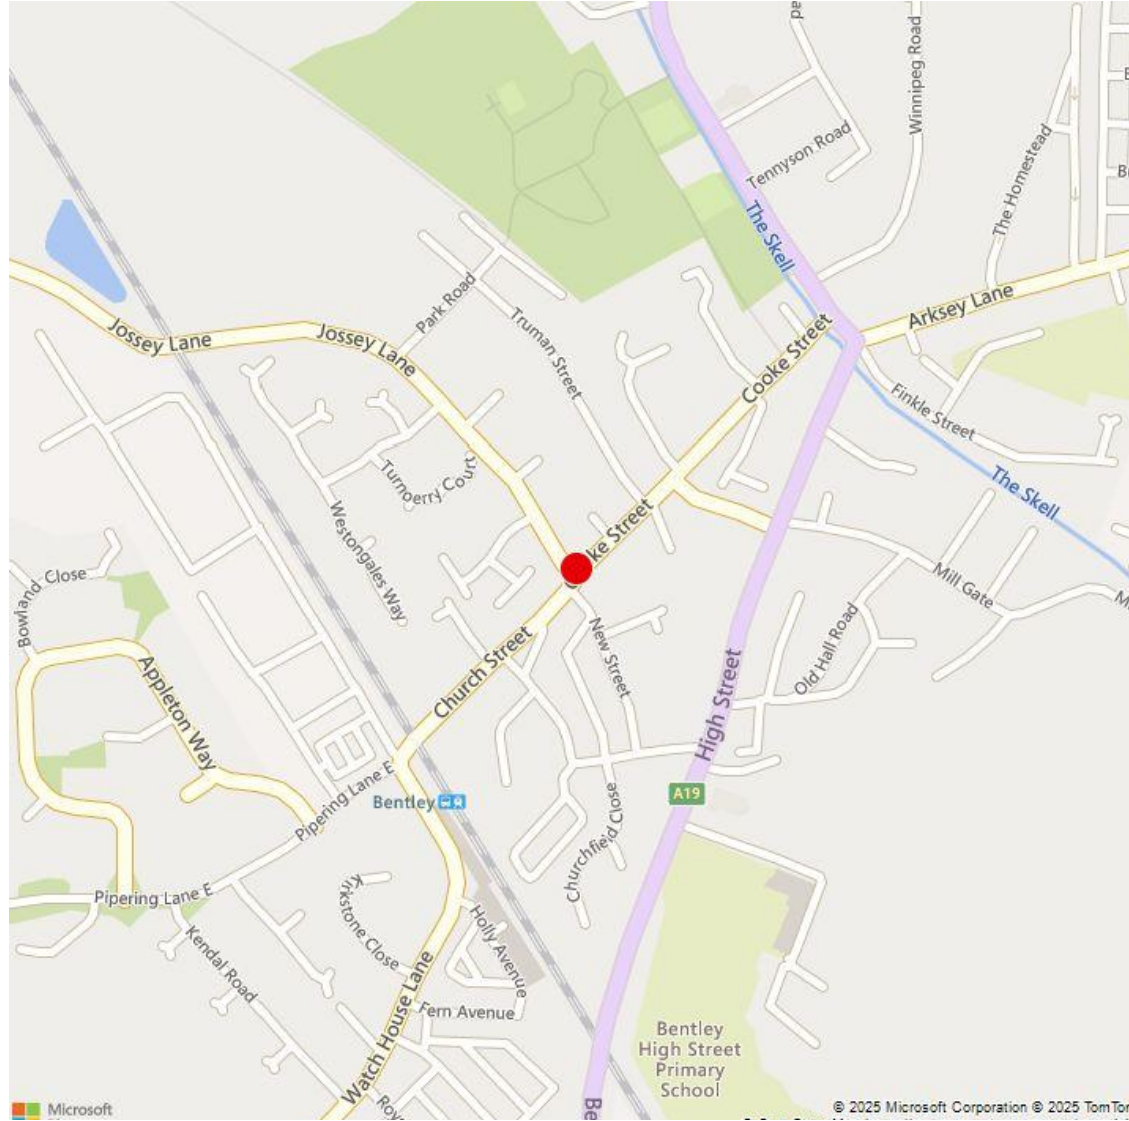 Winnipeg Road
Tennyson Road
The Homestead
The Skell
Arksey Lane
Park Road
Jossey Lane
Jossey Lane
Truman Street
Cooke Street
Finkle Street
Turnberry Court
The Skell
Westongales Way
ke Street
Bowland Close
Mill Gate
New Street
Church Street
Old Hall Road
Appleton Way
High Street
Pipering Lane E
Bentley
A19
Churchfield Close
Pipering Lane E
Kirkstone Close
Holly Avenue
Kendal Road
Fern Avenue
Watch House Lane
Bentley
High Street
Primary
School
Roy
Be
Microsoft
© 2025 Microsoft Corporation © 2025 TomTom